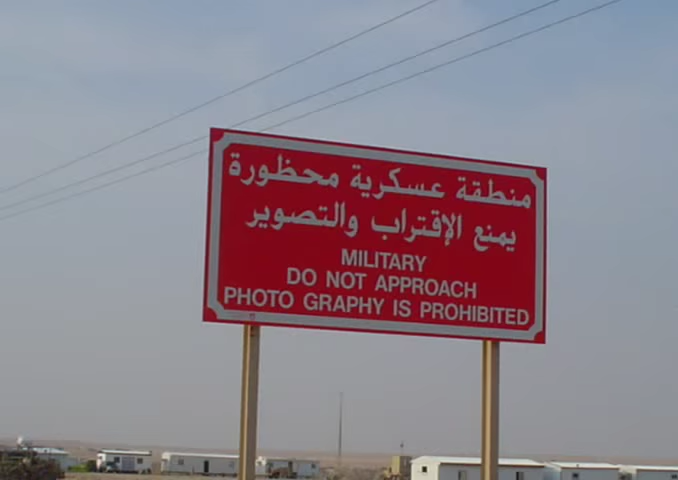 منطقة عسكرية محظورة
يمنع الإقتراب والتصوير
MILITARY
DO NOT APPROACH
PHOTO GRAPHY IS PROHIBITED